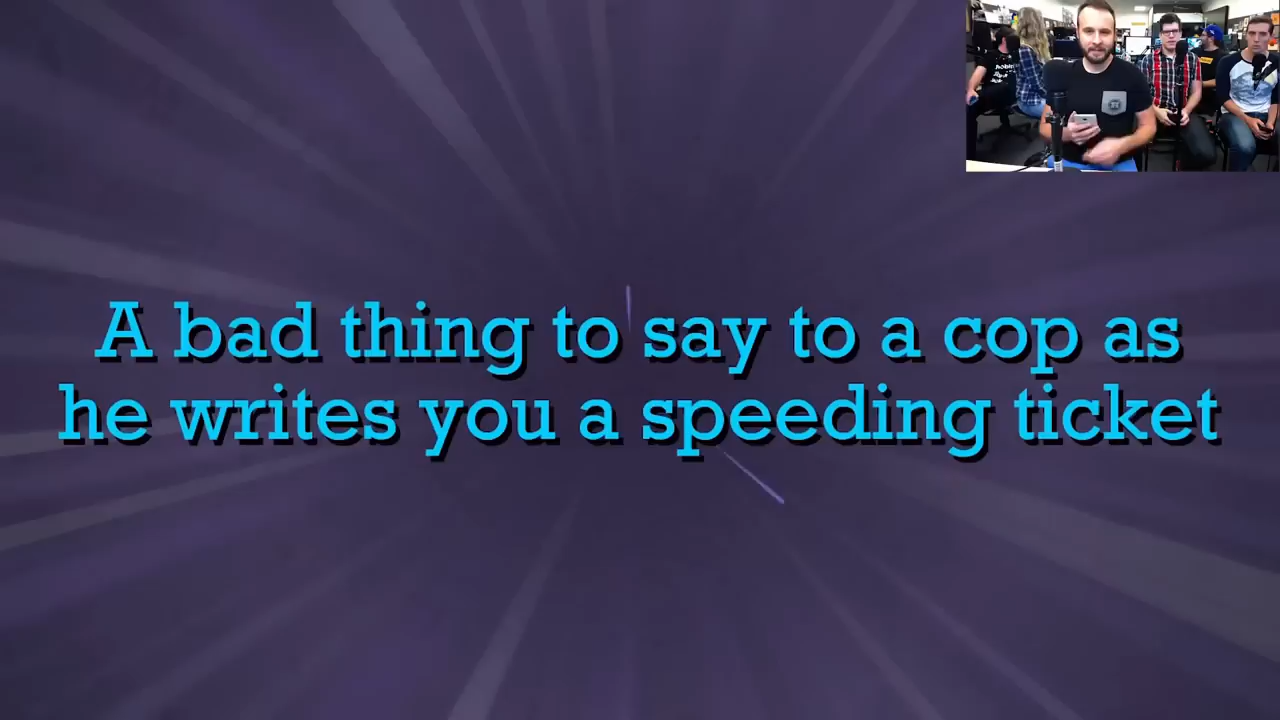 A bad thing to say to a cop as
he writes you a speeding ticket